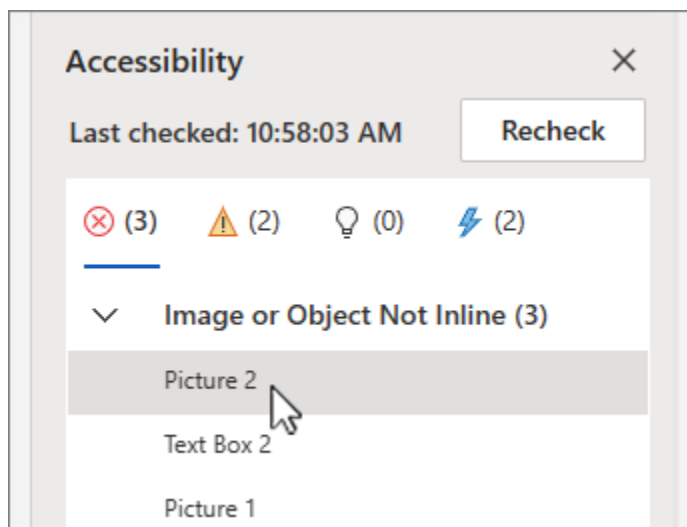 Accessibility
Last checked: 10:58:03 AM
Recheck
(3) (2) (0) (2)
Image or Object Not Inline (3)
Picture 2
Text Box 2
Picture 1